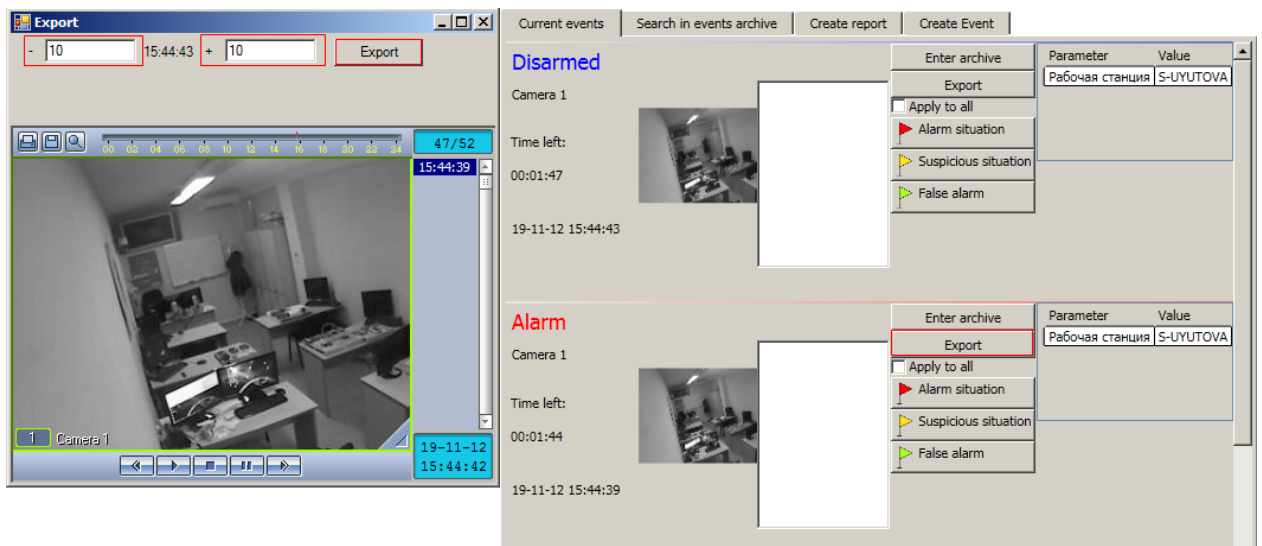 Export
- 10 15:44:43 + 10 Export
00 02 04 06 08 10 12 14 16 18 20 22 24
47/52
15:44:39
1 Camera 1
19-11-12
15:44:42
Current events Search in events archive Create report Create Event
Disarmed
Camera 1
Time left:
00:01:47
19-11-12 15:44:43
Enter archive
Export
Apply to all
Alarm situation
Suspicious situation
False alarm
Parameter Value
Рабочая станция S-UYUTOVA
Alarm
Camera 1
Time left:
00:01:44
19-11-12 15:44:39
Enter archive
Export
Apply to all
Alarm situation
Suspicious situation
False alarm
Parameter Value
Рабочая станция S-UYUTOVA